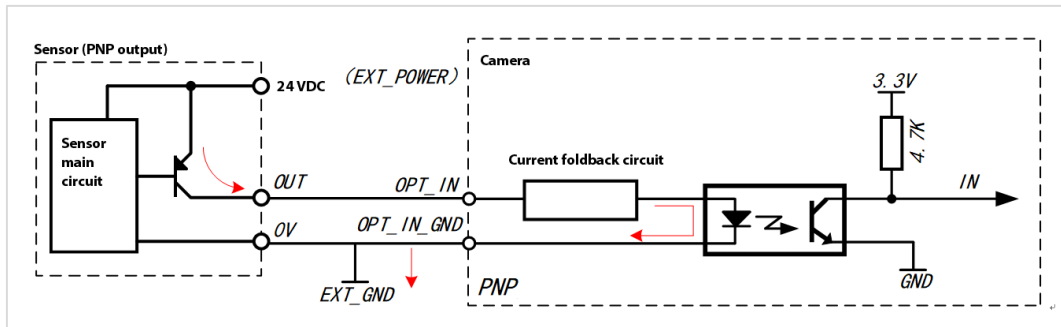 Sensor (PNP output)
24 VDC (EXT_POWER)
Camera
3.3V
4.7K
Sensor
main
circuit
Current foldback circuit
OUT
OPT_IN
IN
0V
OPT_IN_GND
EXT_GND
PNP
GND